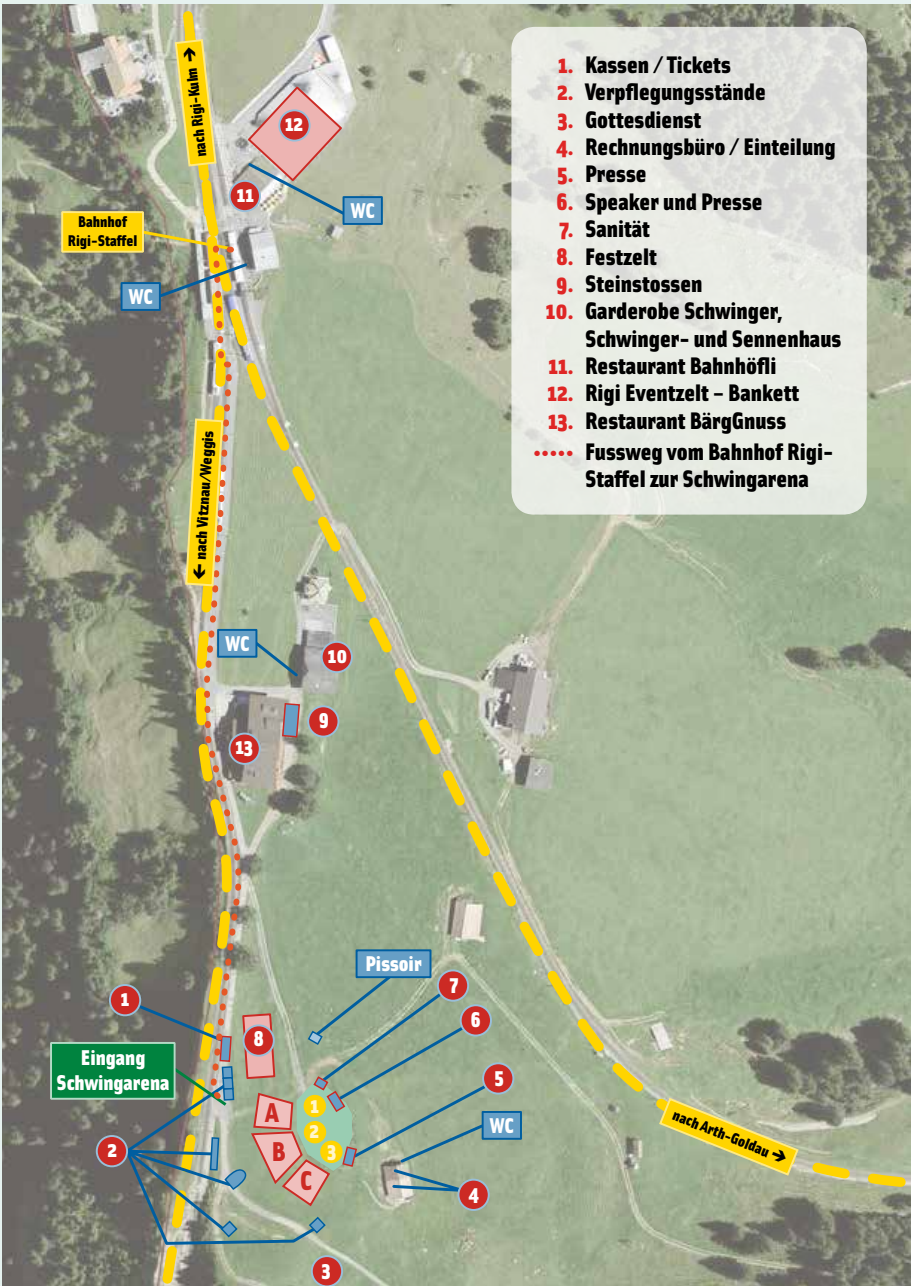 1. Kassen / Tickets
2. Verpflegungsstände
3. Gottesdienst
4. Rechnungsbüro / Einteilung
5. Presse
6. Speaker und Presse
7. Sanität
8. Festzelt
9. Steinstossen
10. Garderobe Schwinger,
Schwinger- und Sennenhaus
11. Restaurant Bahnhöfli
12. Rigi Eventzelt – Bankett
13. Restaurant BärgGnuss
Fussweg vom Bahnhof Rigi-
Staffel zur Schwingarena
nach Rigi-Kulm →
12
11
WC
Bahnhof
Rigi-Staffel
WC
← nach Vitznau/Weggis
WC
10
9
13
Pissoir
7
6
1
8
5
Eingang
Schwingarena
A
1
2
B
3
C
WC
2
4
3
nach Arth-Goldau →